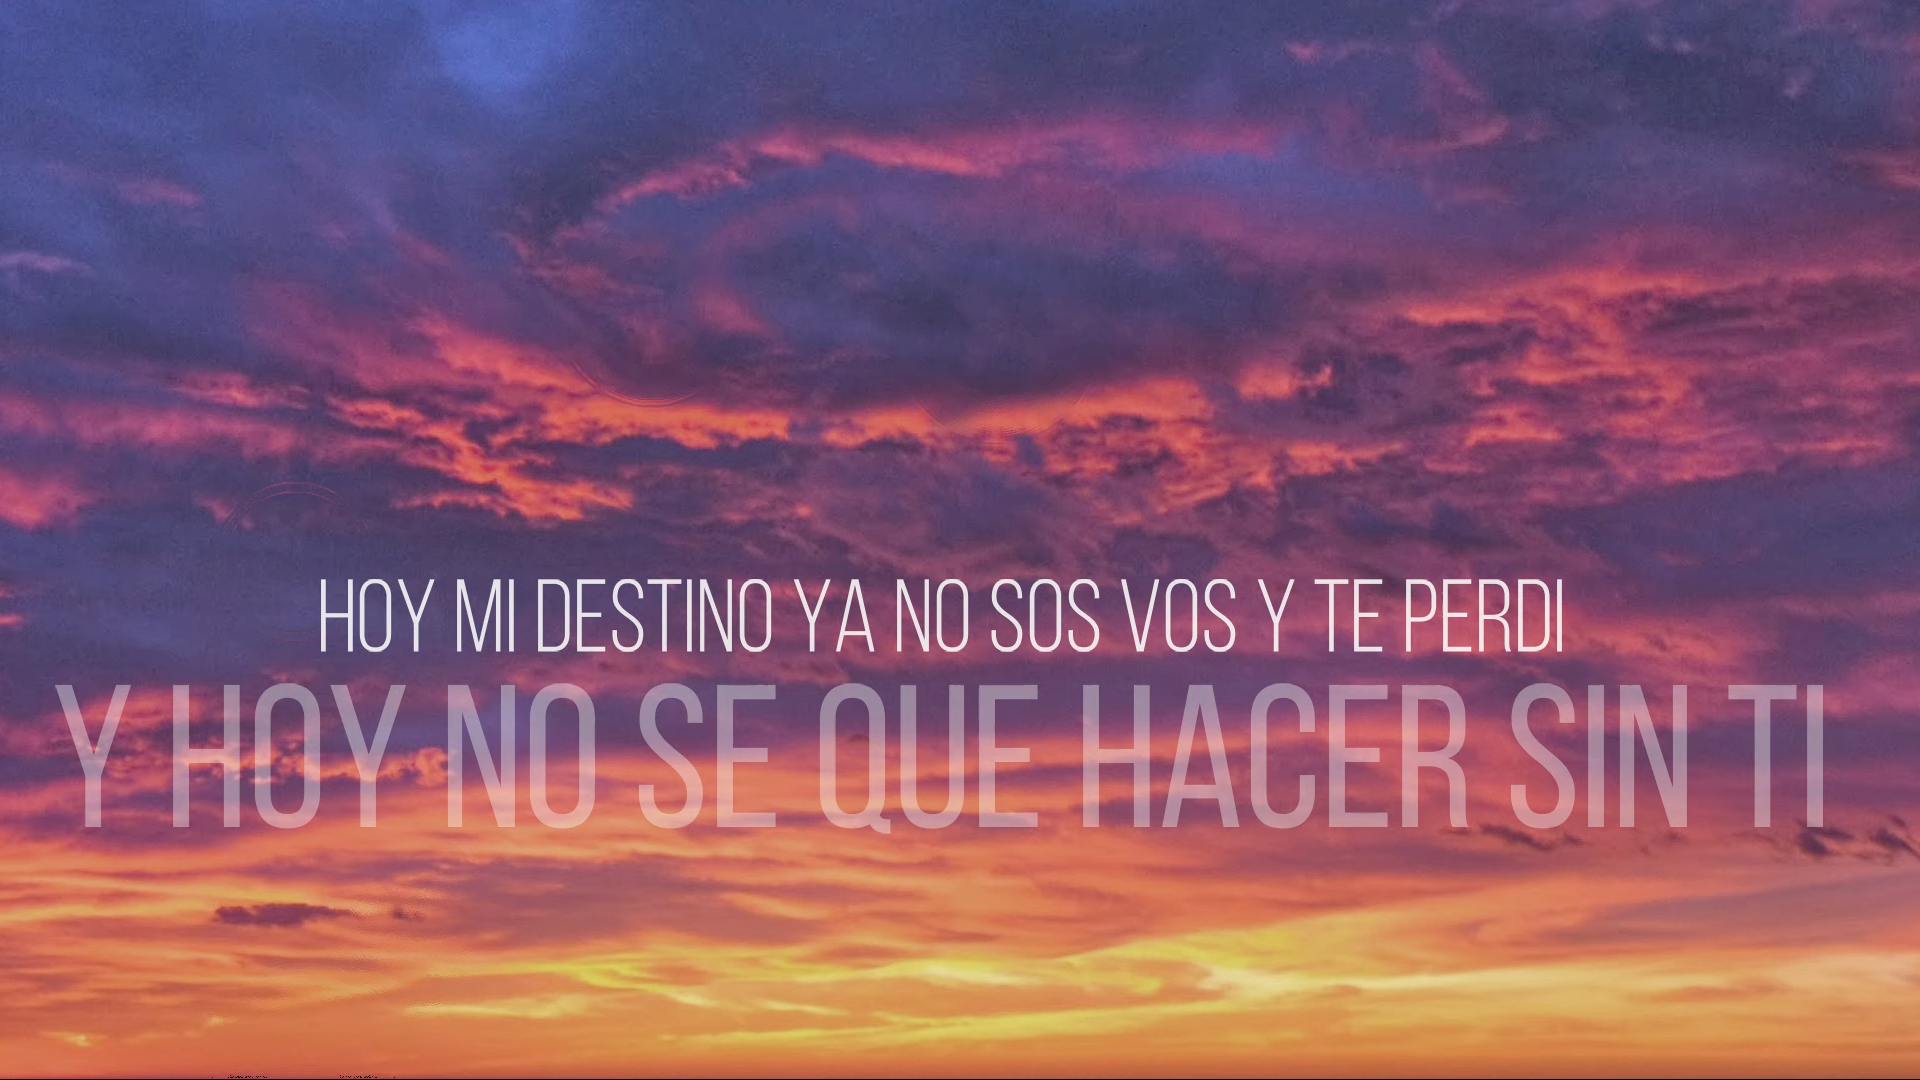 HOY MI DESTINO YA NO SOS VOS Y TE PERDI
Y HOY NO SE QUE HACER SIN TI